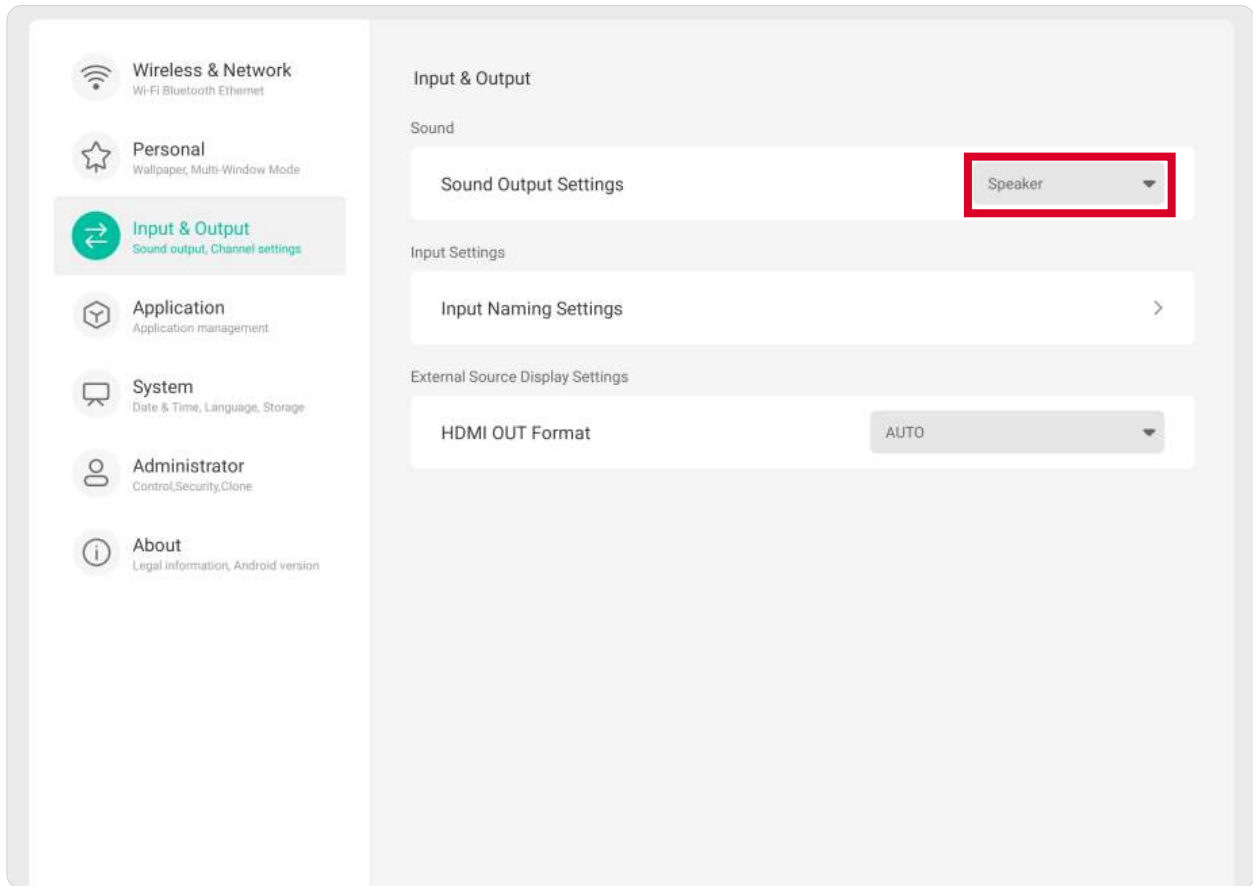 Wireless & Network
Wi-Fi Bluetooth Ethernet
Personal
Wallpaper, Multi-Window Mode
Input & Output
Sound output, Channel settings
Application
Application management
System
Date & Time, Language, Storage
Administrator
Control,Security,Clone
About
Legal information, Android version
Input & Output
Sound
Sound Output Settings
Speaker
Input Settings
Input Naming Settings
External Source Display Settings
HDMI OUT Format
AUTO